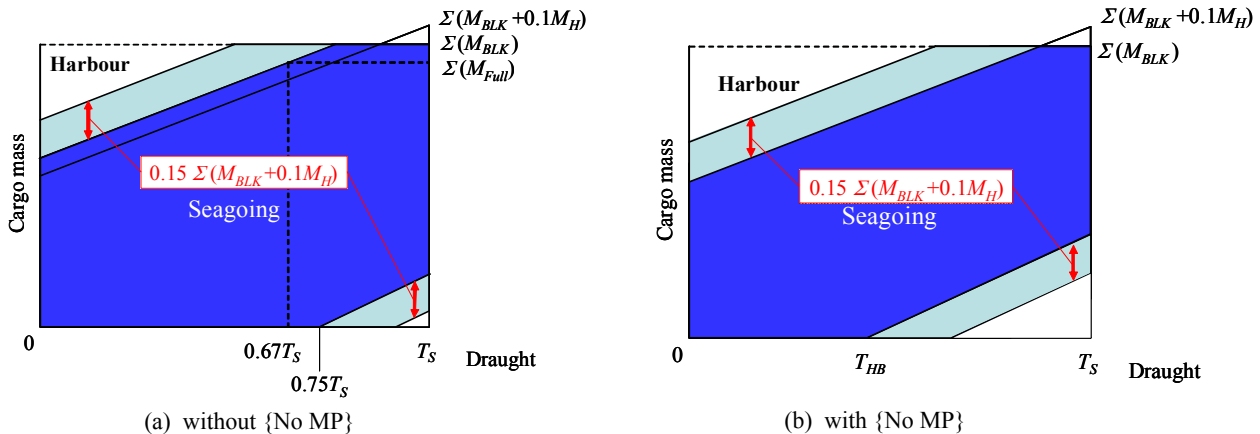 Σ(M_BLK+0.1M_H)
Σ(M_BLK)
Σ(M_Full)
Harbour
Cargo mass
0.15 Σ(M_BLK+0.1M_H)
Seagoing
0
0.67T_S
0.75T_S
T_S
Draught
(a) without {No MP}
Σ(M_BLK+0.1M_H)
Σ(M_BLK)
Harbour
Cargo mass
0.15 Σ(M_BLK+0.1M_H)
Seagoing
0
T_HB
T_S
Draught
(b) with {No MP}